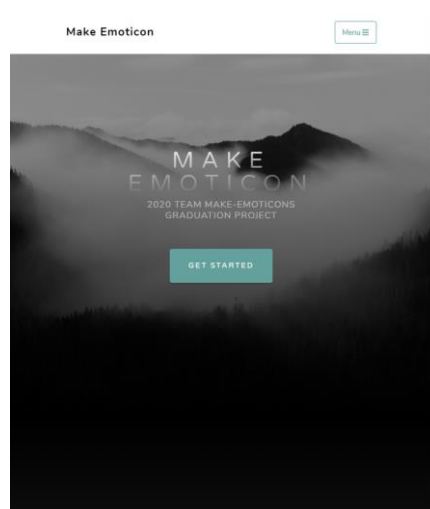 Make Emoticon
Menu
MAKE
EMOTICON
2020 TEAM MAKE-EMOTICONS
GRADUATION PROJECT
GET STARTED